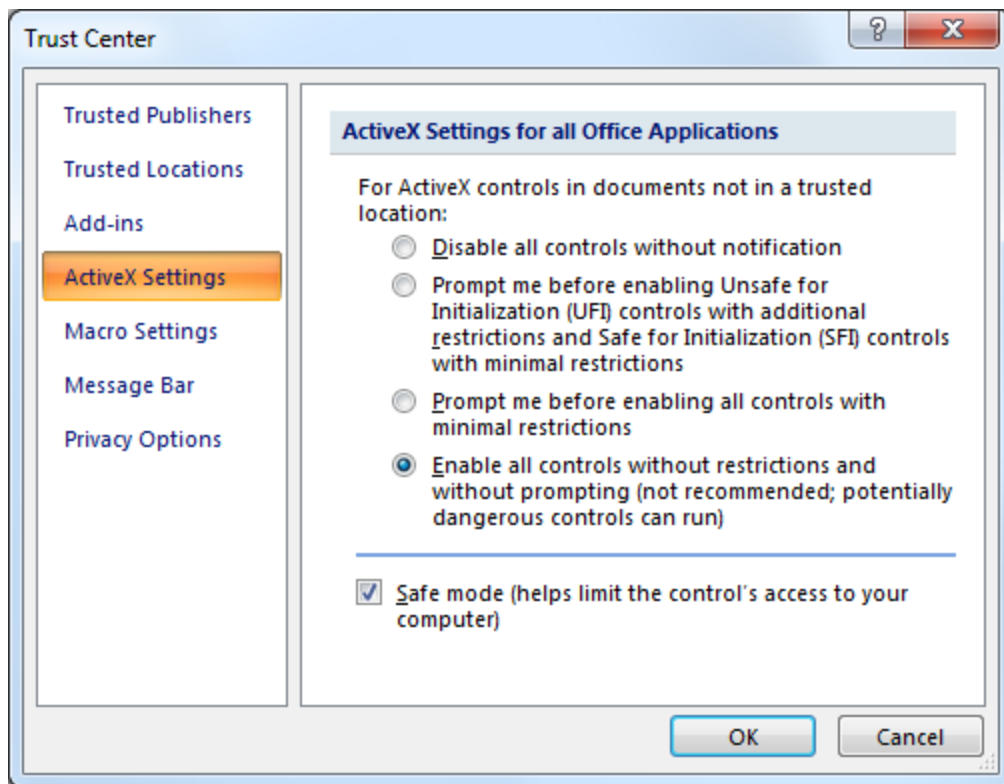 Trust Center
Trusted Publishers
Trusted Locations
Add-ins
ActiveX Settings
Macro Settings
Message Bar
Privacy Options
ActiveX Settings for all Office Applications
For ActiveX controls in documents not in a trusted
location:
Disable all controls without notification
Prompt me before enabling Unsafe for
Initialization (UFI) controls with additional
restrictions and Safe for Initialization (SFI) controls
with minimal restrictions
Prompt me before enabling all controls with
minimal restrictions
Enable all controls without restrictions and
without prompting (not recommended; potentially
dangerous controls can run)
Safe mode (helps limit the control's access to your
computer)
OK
Cancel